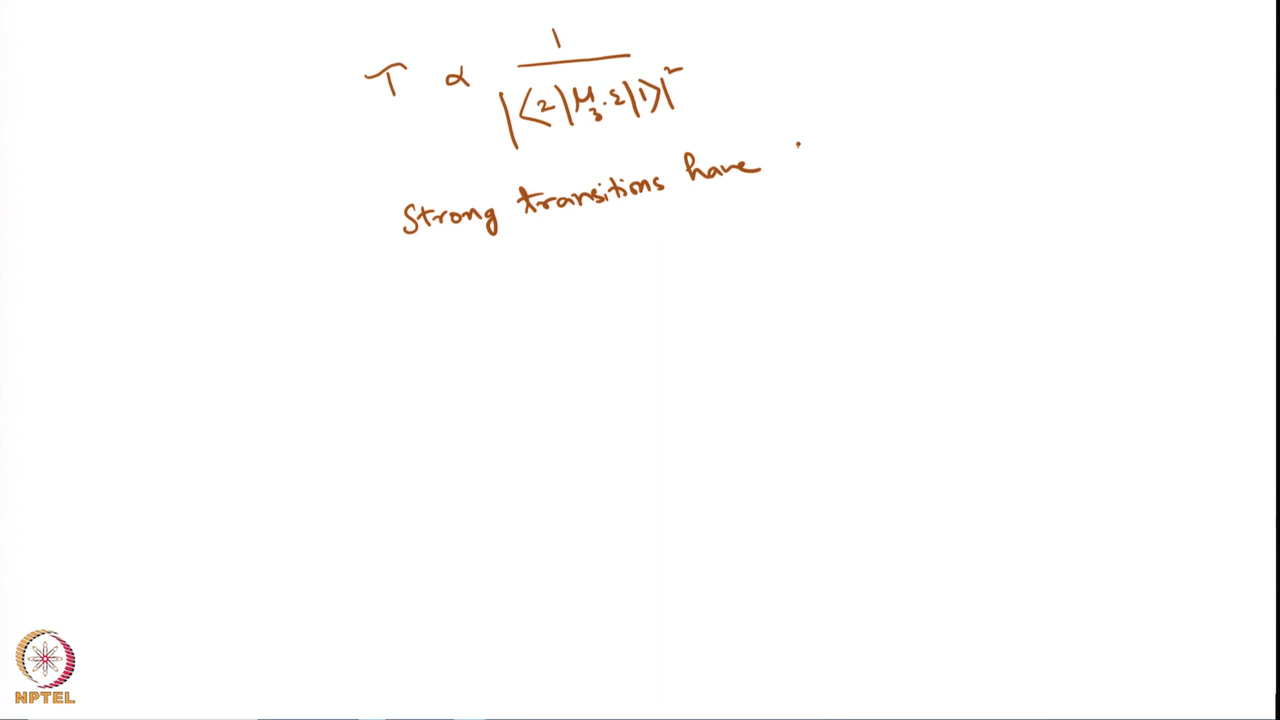 τ ∝ 1 / |⟨2|μ_3.ε|1⟩|²
Strong transitions have
NPTEL